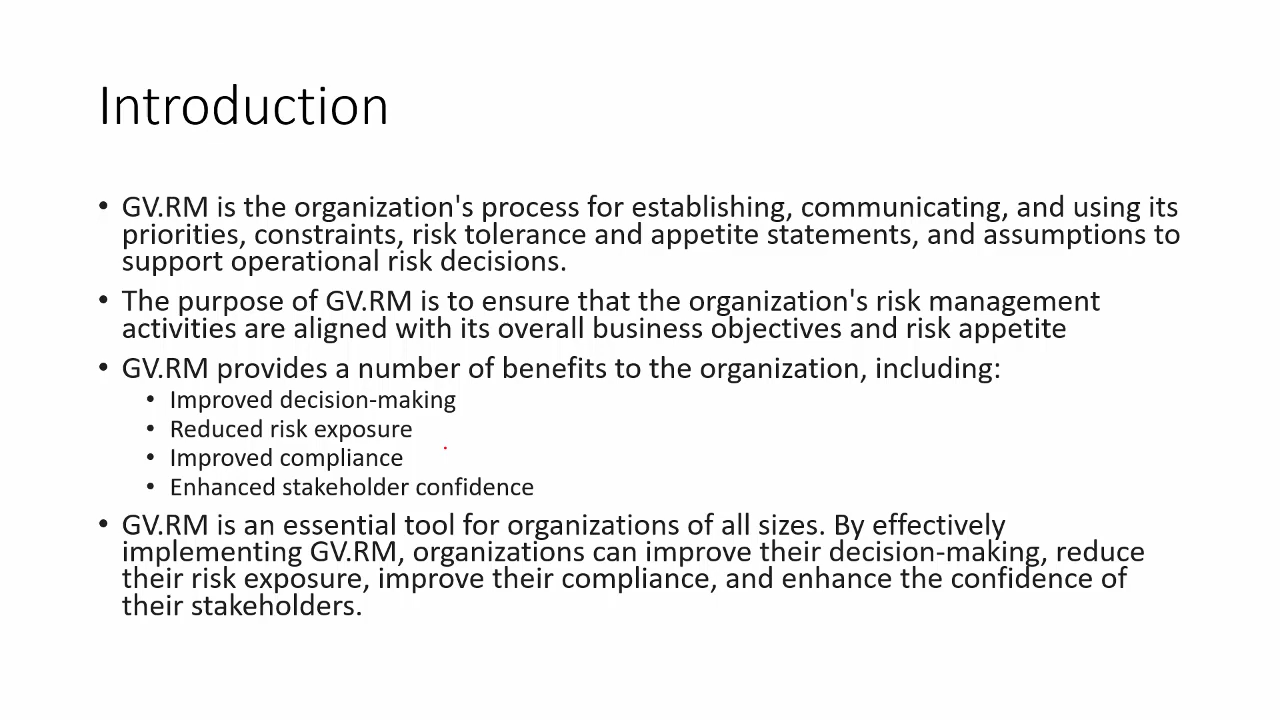 Introduction
• GV.RM is the organization's process for establishing, communicating, and using its
priorities, constraints, risk tolerance and appetite statements, and assumptions to
support operational risk decisions.
• The purpose of GV.RM is to ensure that the organization's risk management
activities are aligned with its overall business objectives and risk appetite
• GV.RM provides a number of benefits to the organization, including:
• Improved decision-making
• Reduced risk exposure
• Improved compliance
• Enhanced stakeholder confidence
• GV.RM is an essential tool for organizations of all sizes. By effectively
implementing GV.RM, organizations can improve their decision-making, reduce
their risk exposure, improve their compliance, and enhance the confidence of
their stakeholders.